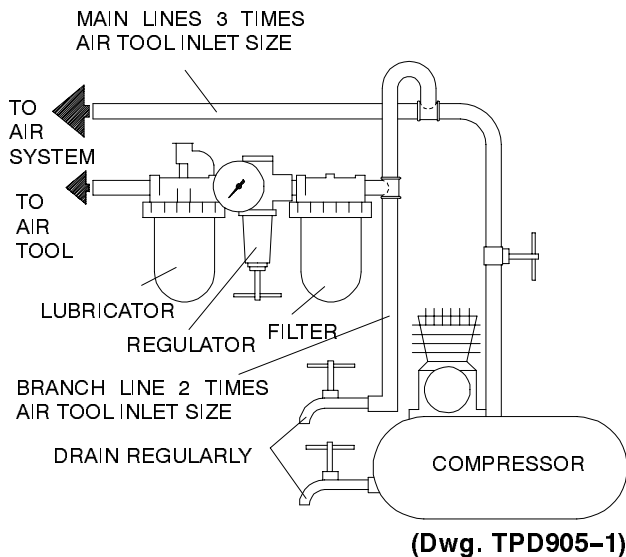 MAIN LINES 3 TIMES
AIR TOOL INLET SIZE
TO
AIR
SYSTEM
TO
AIR
TOOL
LUBRICATOR
REGULATOR
FILTER
BRANCH LINE 2 TIMES
AIR TOOL INLET SIZE
DRAIN REGULARLY
COMPRESSOR
(Dwg. TPD905–1)